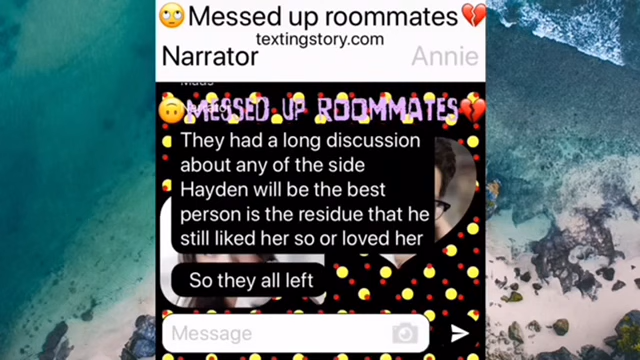 🙄Messed up roommates💔
textingstory.com
Narrator Annie
Narrator
🙃MESSED UP ROOMMATES💔
They had a long discussion
about any of the side
Hayden will be the best
person is the residue that he
still liked her so or loved her
So they all left
Message